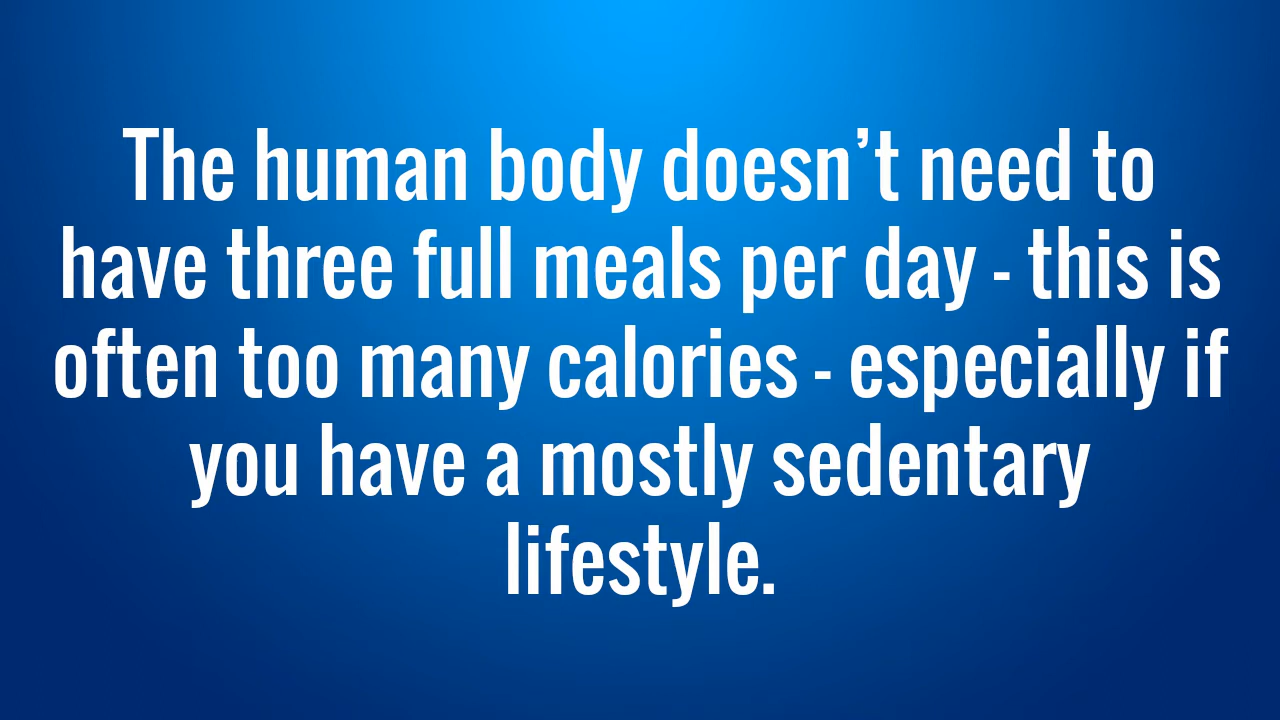 The human body doesn’t need to
have three full meals per day - this is
often too many calories - especially if
you have a mostly sedentary
lifestyle.